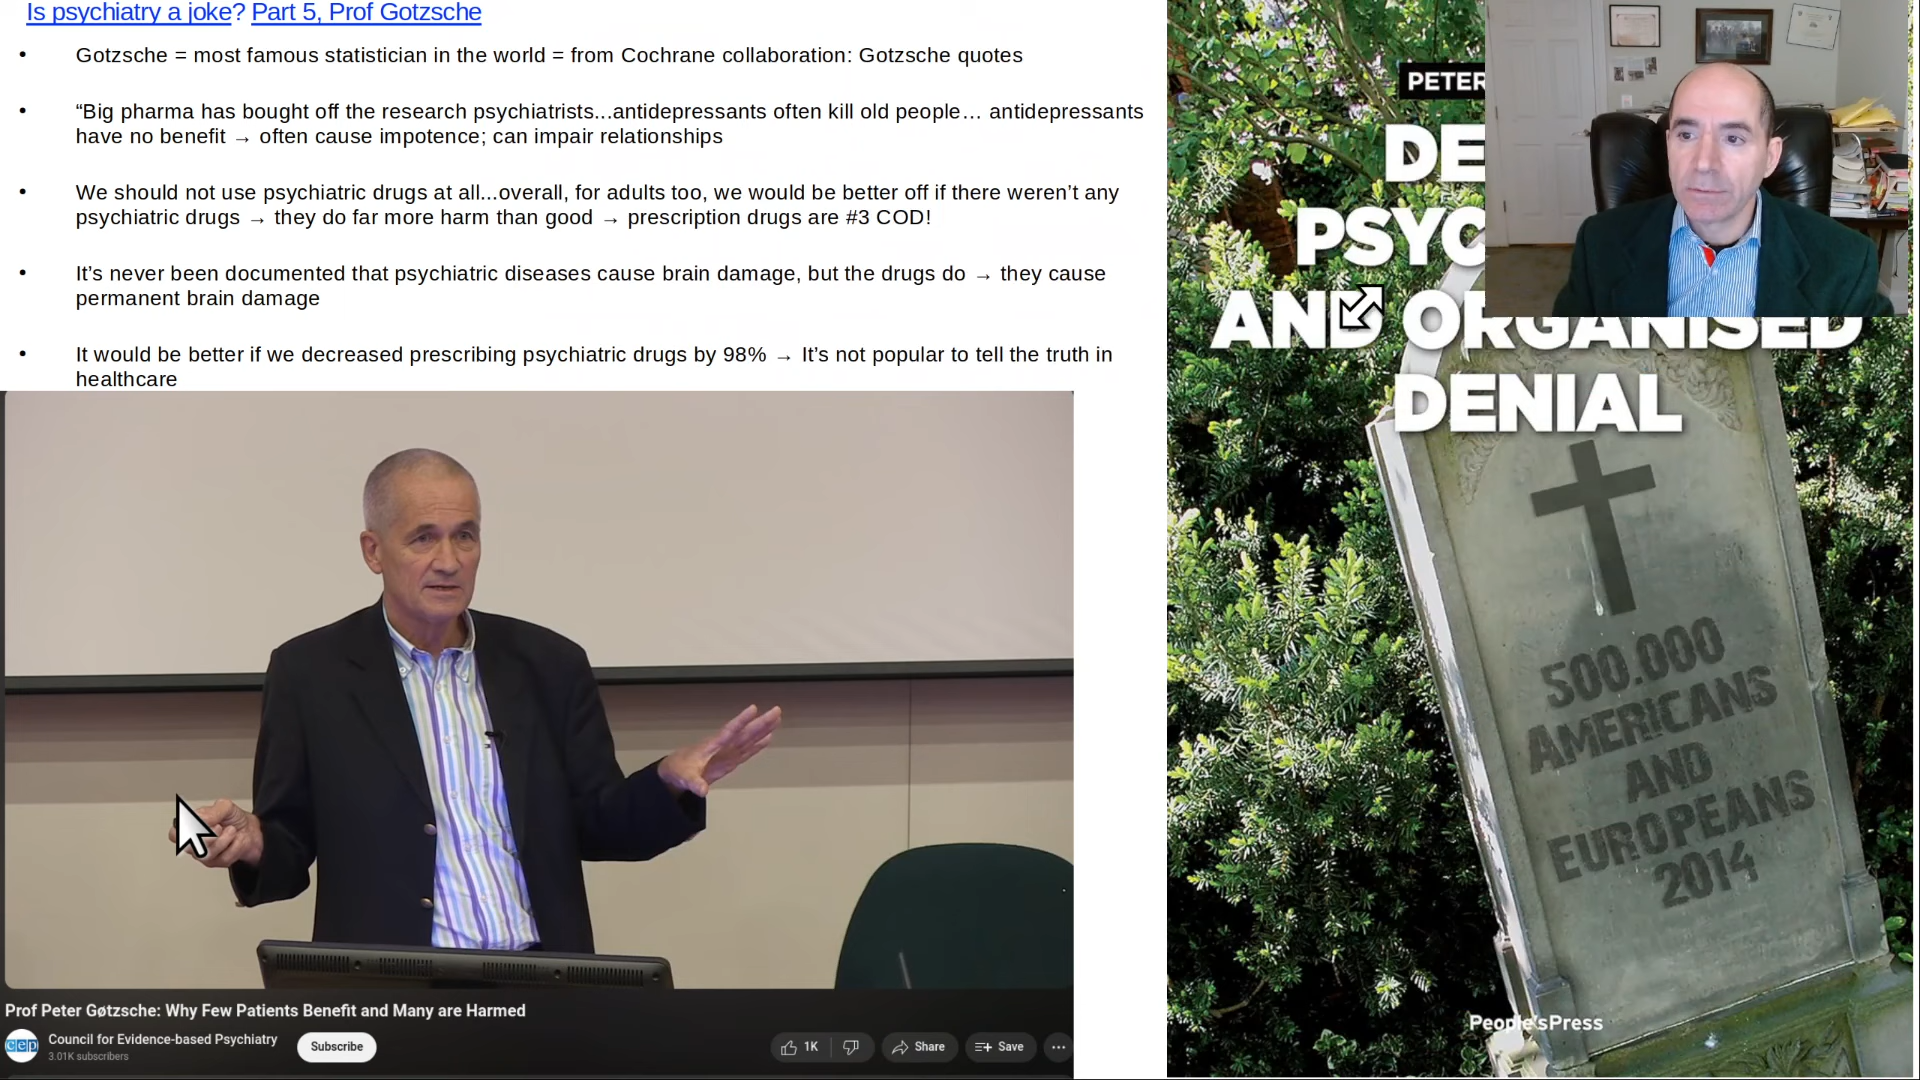 Is psychiatry a joke? Part 5, Prof Gotzsche
• Gotzsche = most famous statistician in the world = from Cochrane collaboration: Gotzsche quotes
• “Big pharma has bought off the research psychiatrists...antidepressants often kill old people… antidepressants
have no benefit → often cause impotence; can impair relationships
• We should not use psychiatric drugs at all...overall, for adults too, we would be better off if there weren’t any
psychiatric drugs → they do far more harm than good → prescription drugs are #3 COD!
• It’s never been documented that psychiatric diseases cause brain damage, but the drugs do → they cause
permanent brain damage
• It would be better if we decreased prescribing psychiatric drugs by 98% → It’s not popular to tell the truth in
healthcare
Prof Peter Gøtzsche: Why Few Patients Benefit and Many are Harmed
cep
Council for Evidence-based Psychiatry
3.01K subscribers
Subscribe
1K
Share
Save
PETER
DE
PSYC
AND ORGANISED
DENIAL
500.000
AMERICANS
AND
EUROPEANS
2014
People'sPress